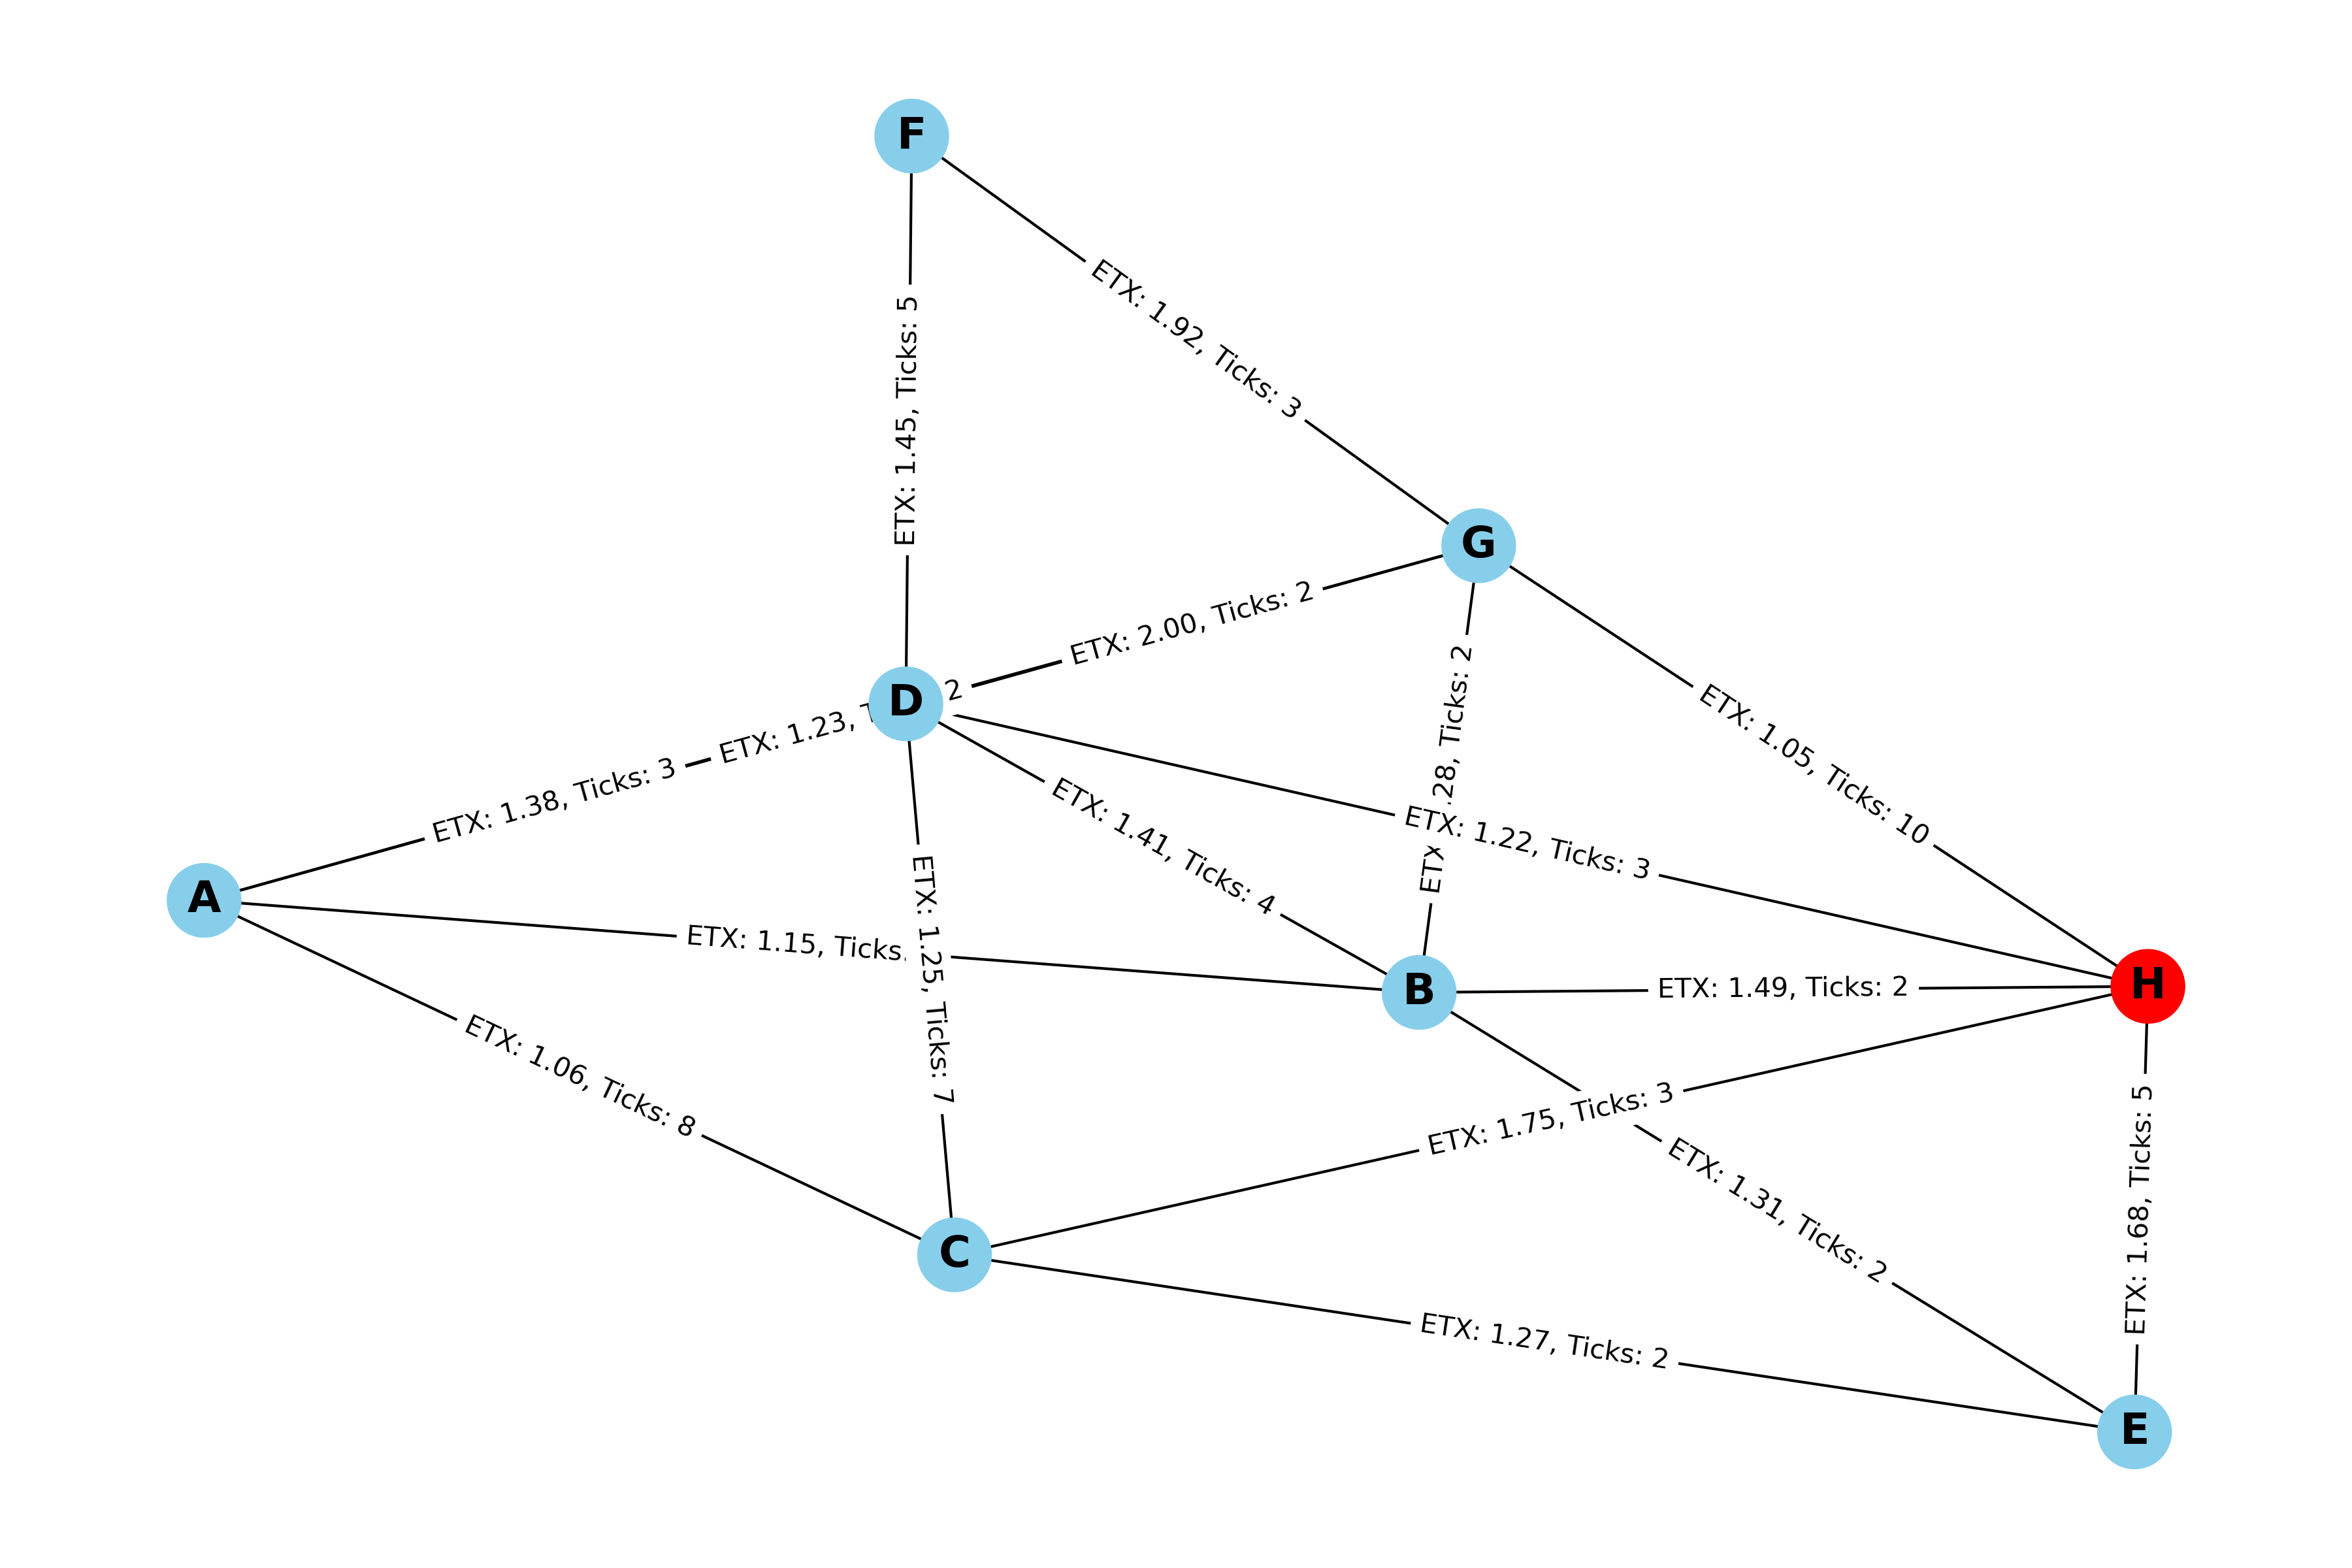 F
ETX: 1.92, Ticks: 3
ETX: 1.45, Ticks: 5
G
ETX: 2.00, Ticks: 2
D
2
ETX: 1.23,
ETX: 1.38, Ticks: 3
.28, Ticks: 2
ETX: 1.05, Ticks: 10
ETX: 1.22, Ticks: 3
ETX: 1.41, Ticks: 4
A
ETX: 1.15, Ticks
ETX: 1.25, Ticks: 7
B
ETX: 1.49, Ticks: 2
H
ETX: 1.06, Ticks: 8
ETX: 1.75, Ticks: 3
ETX: 1.31, Ticks: 2
ETX: 1.68, Ticks: 5
C
ETX: 1.27, Ticks: 2
E